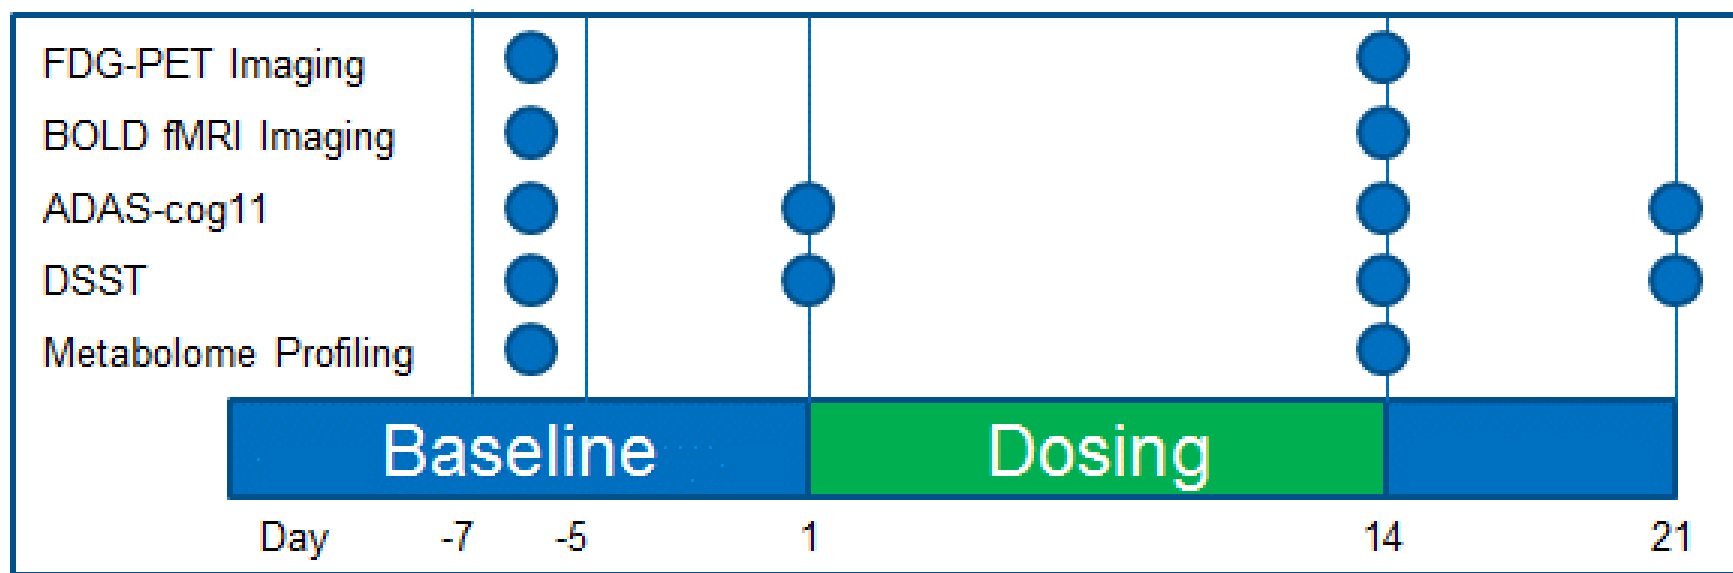 FDG-PET Imaging
BOLD fMRI Imaging
ADAS-cog11
DSST
Metabolome Profiling
Baseline Dosing
Day -7 -5 1 14 21